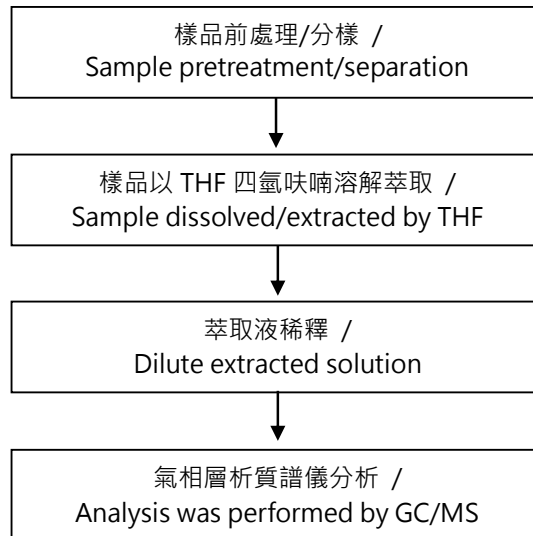 樣品前處理/分樣 /
Sample pretreatment/separation
樣品以 THF 四氫呋喃溶解萃取 /
Sample dissolved/extracted by THF
萃取液稀釋 /
Dilute extracted solution
氣相層析質譜儀分析 /
Analysis was performed by GC/MS